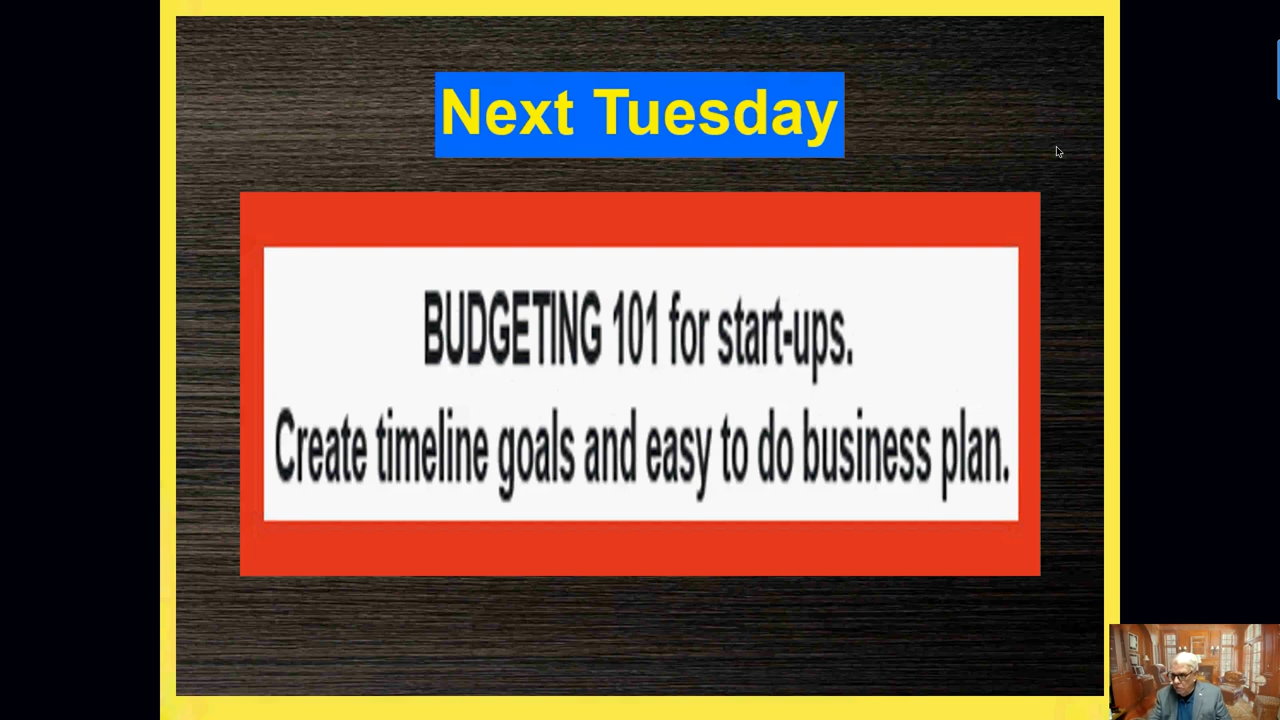 Next Tuesday
BUDGETING 101 for start-ups.
Create timeline goals and easy to do business plan.